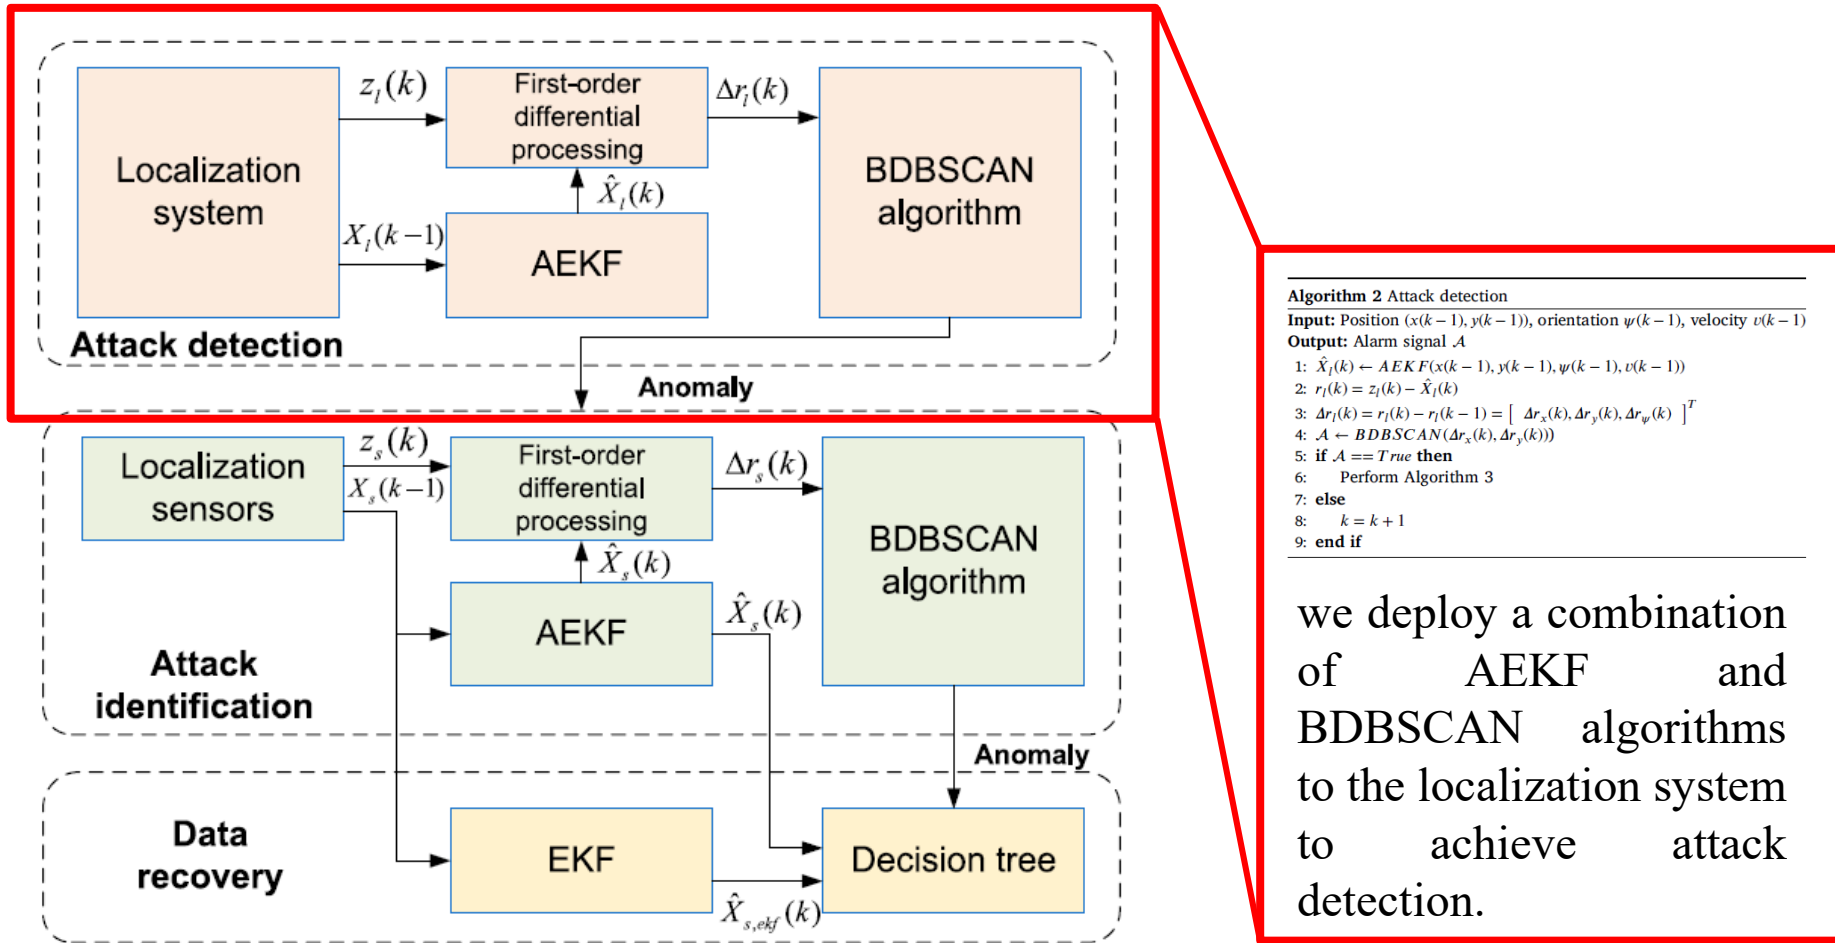 z_l(k)
First-order
differential
processing
Δr_l(k)
Localization
system
BDBSCAN
algorithm
X̂_l(k)
X_l(k−1)
AEKF
Attack detection
Anomaly
Localization
sensors
z_s(k)
X_s(k−1)
First-order
differential
processing
Δr_s(k)
BDBSCAN
algorithm
X̂_s(k)
AEKF
X̂_s(k)
Attack
identification
Anomaly
Data
recovery
EKF
X̂_{s,ekf}(k)
Decision tree
Algorithm 2 Attack detection
Input: Position (x(k − 1), y(k − 1)), orientation ψ(k − 1), velocity v(k − 1)
Output: Alarm signal 𝒜
1: X̂_l(k) ← AEKF(x(k − 1), y(k − 1), ψ(k − 1), v(k − 1))
2: r_l(k) = z_l(k) − X̂_l(k)
3: Δr_l(k) = r_l(k) − r_l(k − 1) = [ Δr_x(k), Δr_y(k), Δr_ψ(k) ]^T
4: 𝒜 ← BDBSCAN(Δr_x(k), Δr_y(k)))
5: if 𝒜 == True then
6: Perform Algorithm 3
7: else
8: k = k + 1
9: end if
we deploy a combination
of AEKF and
BDBSCAN algorithms
to the localization system
to achieve attack
detection.